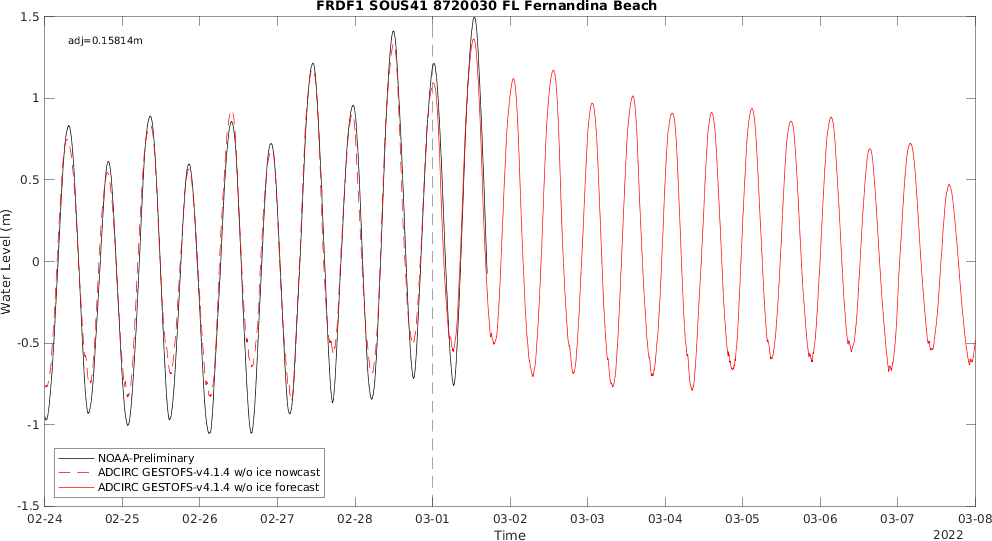 FRDF1 SOUS41 8720030 FL Fernandina Beach
adj=0.15814m
1.5
1
0.5
0
-0.5
-1
-1.5
Water Level (m)
NOAA-Preliminary
ADCIRC GESTOFS-v4.1.4 w/o ice nowcast
ADCIRC GESTOFS-v4.1.4 w/o ice forecast
02-24 02-25 02-26 02-27 02-28 03-01 03-02 03-03 03-04 03-05 03-06 03-07 03-08
Time
2022